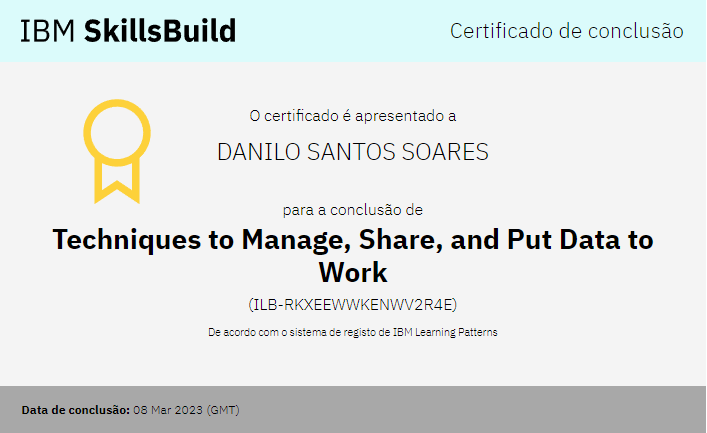 IBM SkillsBuild
Certificado de conclusão
O certificado é apresentado a
DANILO SANTOS SOARES
para a conclusão de
Techniques to Manage, Share, and Put Data to
Work
(ILB-RKXEEWWKENWV2R4E)
De acordo com o sistema de registo de IBM Learning Patterns
Data de conclusão: 08 Mar 2023 (GMT)